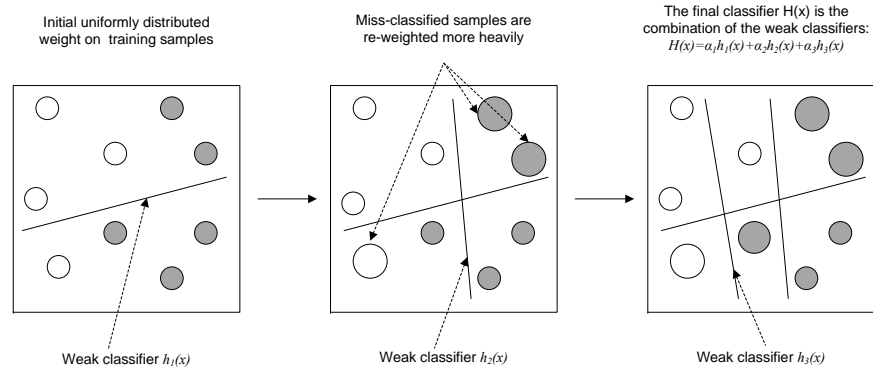 Initial uniformly distributed
weight on training samples
Miss-classified samples are
re-weighted more heavily
The final classifier H(x) is the
combination of the weak classifiers:
H(x)=α₁h₁(x)+α₂h₂(x)+α₃h₃(x)
Weak classifier h₁(x)
Weak classifier h₂(x)
Weak classifier h₃(x)